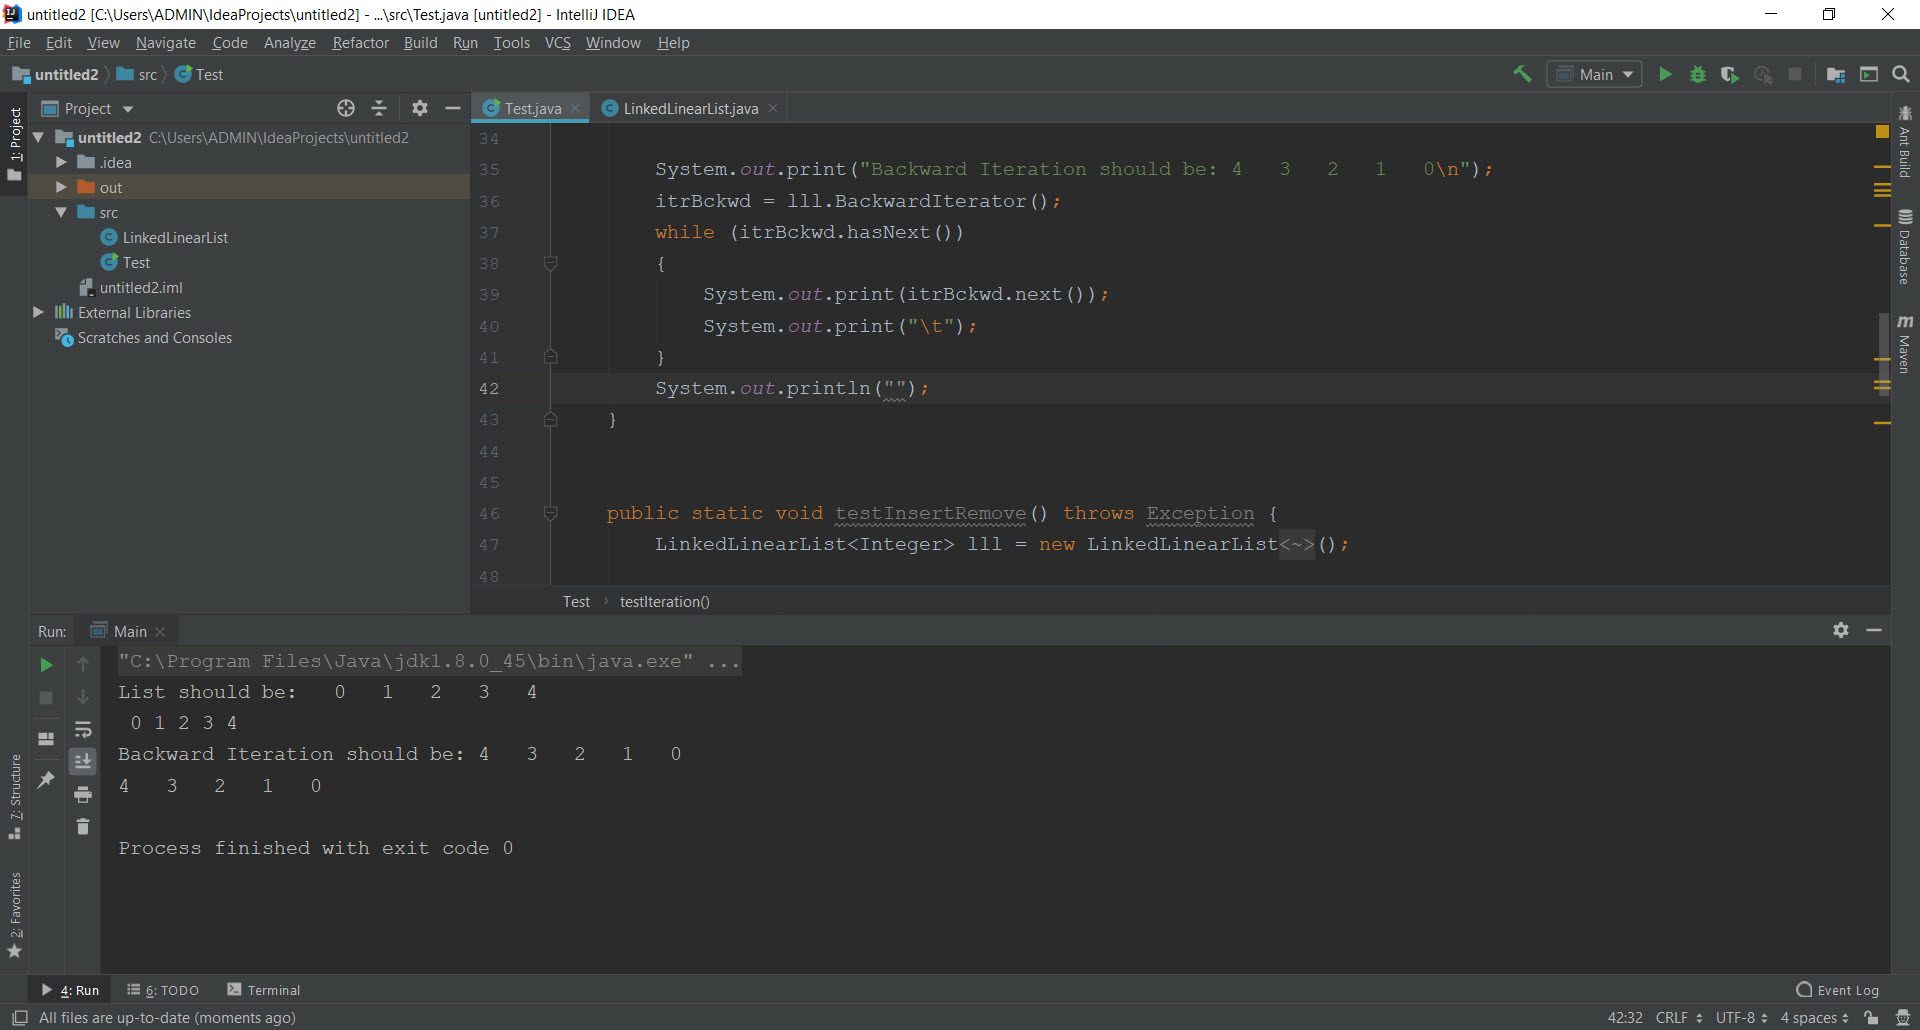 untitled2 [C:\Users\ADMIN\IdeaProjects\untitled2] - ...\src\Test.java [untitled2] - IntelliJ IDEA
File Edit View Navigate Code Analyze Refactor Build Run Tools VCS Window Help
untitled2 src Test Main
Project
Test.java LinkedLinearList.java
1: Project
untitled2 C:\Users\ADMIN\IdeaProjects\untitled2
.idea
out
src
LinkedLinearList
Test
untitled2.iml
External Libraries
Scratches and Consoles
34
35 System.out.print("Backward Iteration should be: 4 3 2 1 0\n");
36 itrBckwd = lll.BackwardIterator();
37 while (itrBckwd.hasNext())
38 {
39 System.out.print(itrBckwd.next());
40 System.out.print("\t");
41 }
42 System.out.println("");
43 }
44
45
46 public static void testInsertRemove() throws Exception {
47 LinkedLinearList<Integer> lll = new LinkedLinearList<~>();
48
Test › testIteration()
Ant Build
Database
m Maven
Run: Main
"C:\Program Files\Java\jdk1.8.0_45\bin\java.exe" ...
List should be: 0 1 2 3 4
0 1 2 3 4
Backward Iteration should be: 4 3 2 1 0
4 3 2 1 0
Process finished with exit code 0
7: Structure
2: Favorites
4: Run 6: TODO Terminal Event Log
All files are up-to-date (moments ago) 42:32 CRLF UTF-8 4 spaces